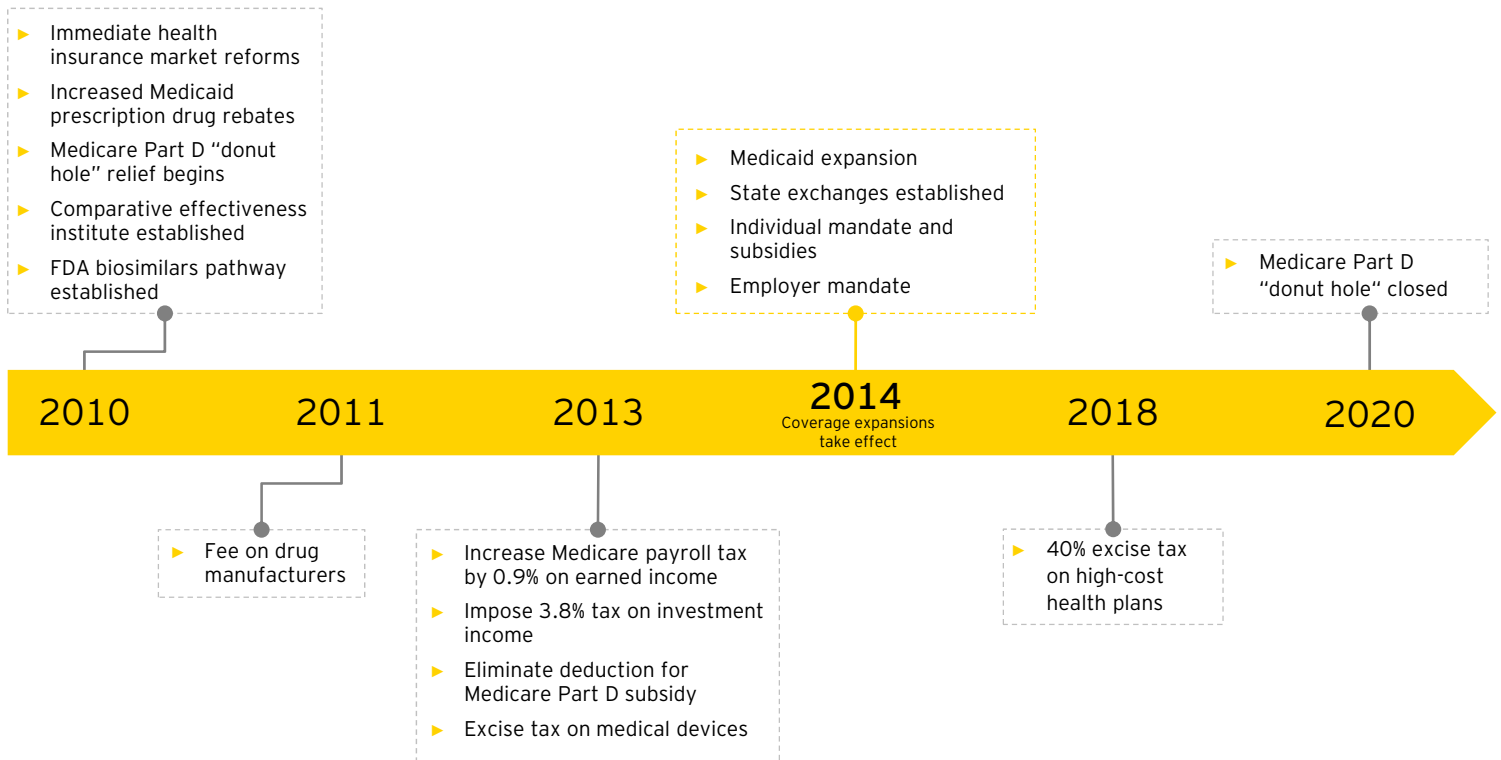 ► Immediate health
insurance market reforms
► Increased Medicaid
prescription drug rebates
► Medicare Part D “donut
hole” relief begins
► Comparative effectiveness
institute established
► FDA biosimilars pathway
established
► Medicaid expansion
► State exchanges established
► Individual mandate and
subsidies
► Employer mandate
► Medicare Part D
“donut hole“ closed
2010
2011
2013
2014
Coverage expansions
take effect
2018
2020
► Fee on drug
manufacturers
► Increase Medicare payroll tax
by 0.9% on earned income
► Impose 3.8% tax on investment
income
► Eliminate deduction for
Medicare Part D subsidy
► Excise tax on medical devices
► 40% excise tax
on high-cost
health plans